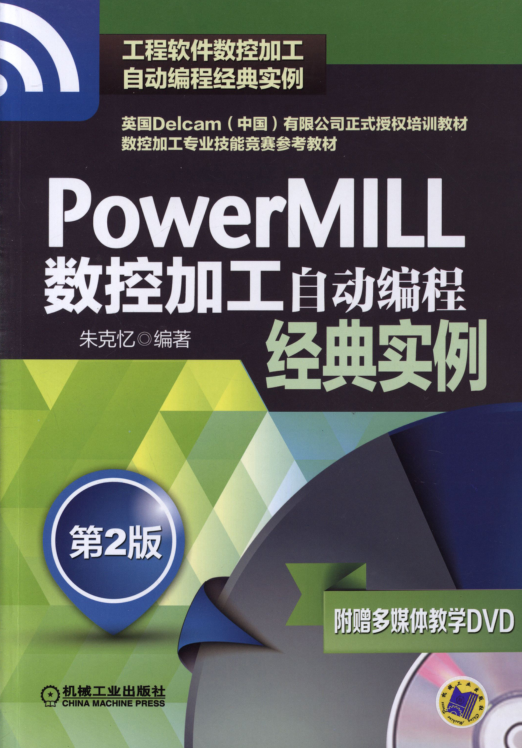 工程软件数控加工
自动编程经典实例
英国Delcam（中国）有限公司正式授权培训教材
数控加工专业技能竞赛参考教材
PowerMILL
数控加工自动编程
经典实例
朱克忆◎编著
第2版
附赠多媒体教学DVD
机械工业出版社
CHINA MACHINE PRESS